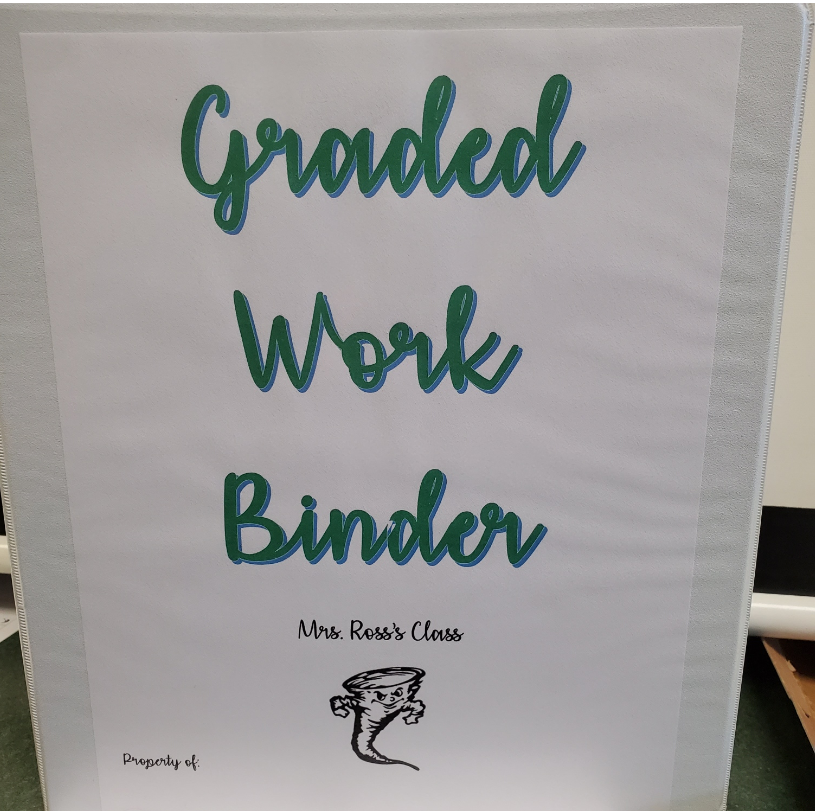 Graded
Work
Binder
Mrs. Ross's Class
Property of: